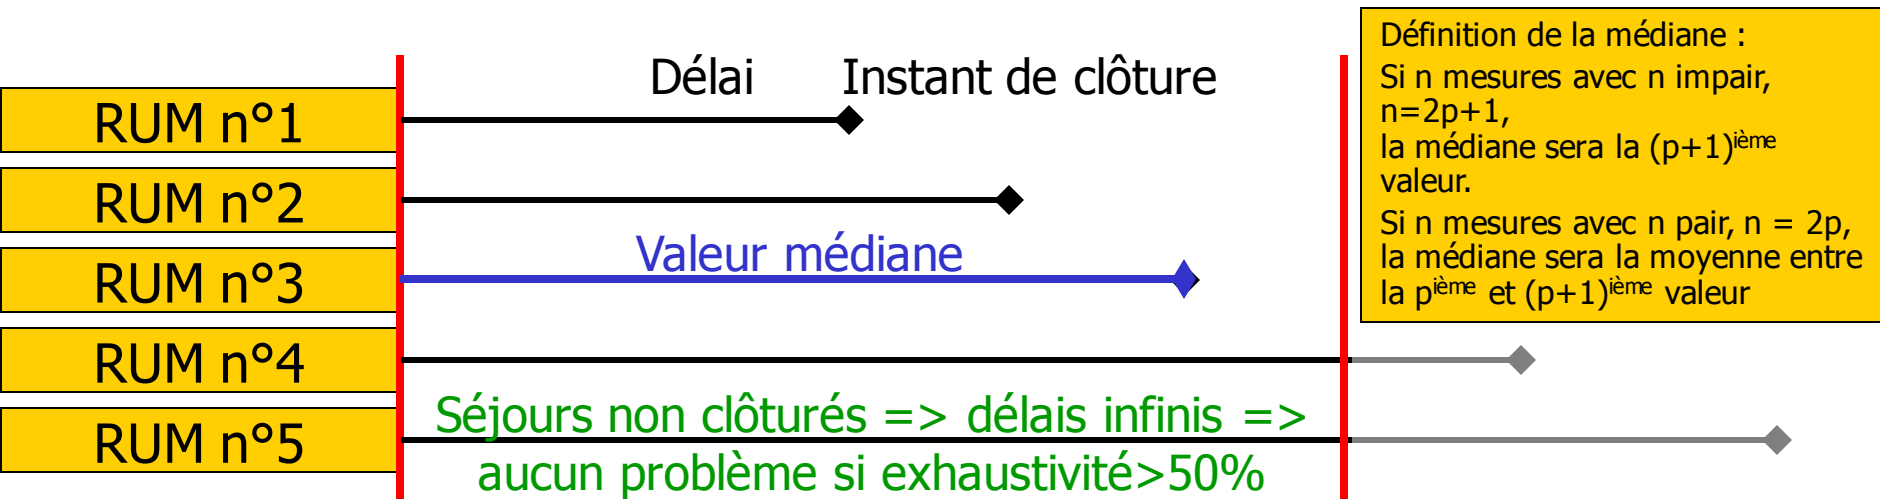 Délai
Instant de clôture
RUM n°1
RUM n°2
Valeur médiane
RUM n°3
RUM n°4
Séjours non clôturés => délais infinis =>
RUM n°5
aucun problème si exhaustivité>50%
Définition de la médiane :
Si n mesures avec n impair,
n=2p+1,
la médiane sera la (p+1)ième
valeur.
Si n mesures avec n pair, n = 2p,
la médiane sera la moyenne entre
la pième et (p+1)ième valeur